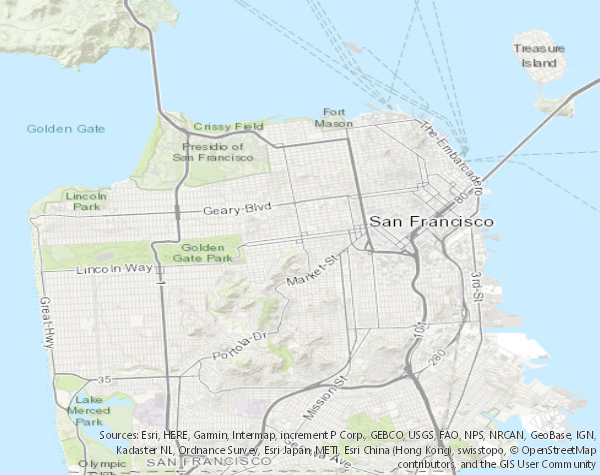 Treasure
Island
Fort
Mason
Golden Gate
Crissy Field
Presidio of
San Francisco
The-Embarcadero
Lincoln
Park
80
Geary-Blvd
San Francisco
Golden
Gate Park
Lincoln Way
1
Market-St
3rd-St
Great-Hwy
101
Portola-Dr
280
35
Mission St
Lake
Merced
Park
Sources: Esri, HERE, Garmin, Intermap, increment P Corp., GEBCO, USGS, FAO, NPS, NRCAN, GeoBase, IGN,
Kadaster NL, Ordnance Survey, Esri Japan, METI, Esri China (Hong Kong), swisstopo, © OpenStreetMap
contributors, and the GIS User Community
Olympic
SAN FRANCISCO
Ave